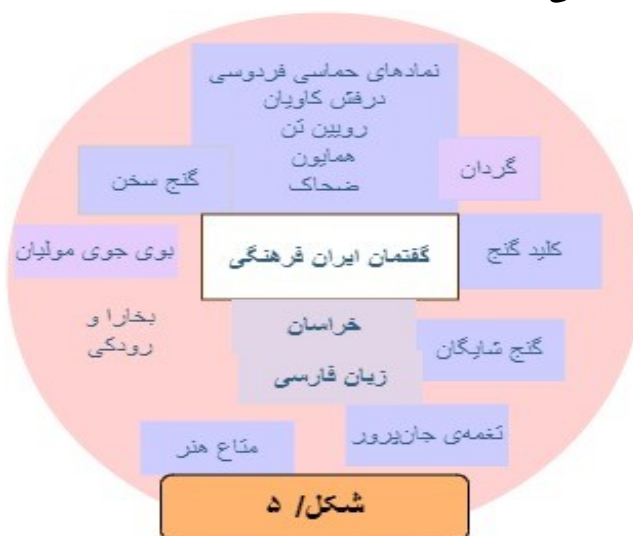 نمادهای حماسی فردوسی
درفش کاویان
رویین تن
همایون
ضحاک
گردان
گنج سخن
کلید گنج
گفتمان ایران فرهنگی
بوی جوی مولیان
خراسان
بخارا و
رودکی
گنج شایگان
زبان فارسی
نغمه‌ی جان‌پرور
متاع هنر
شکل/ ۵